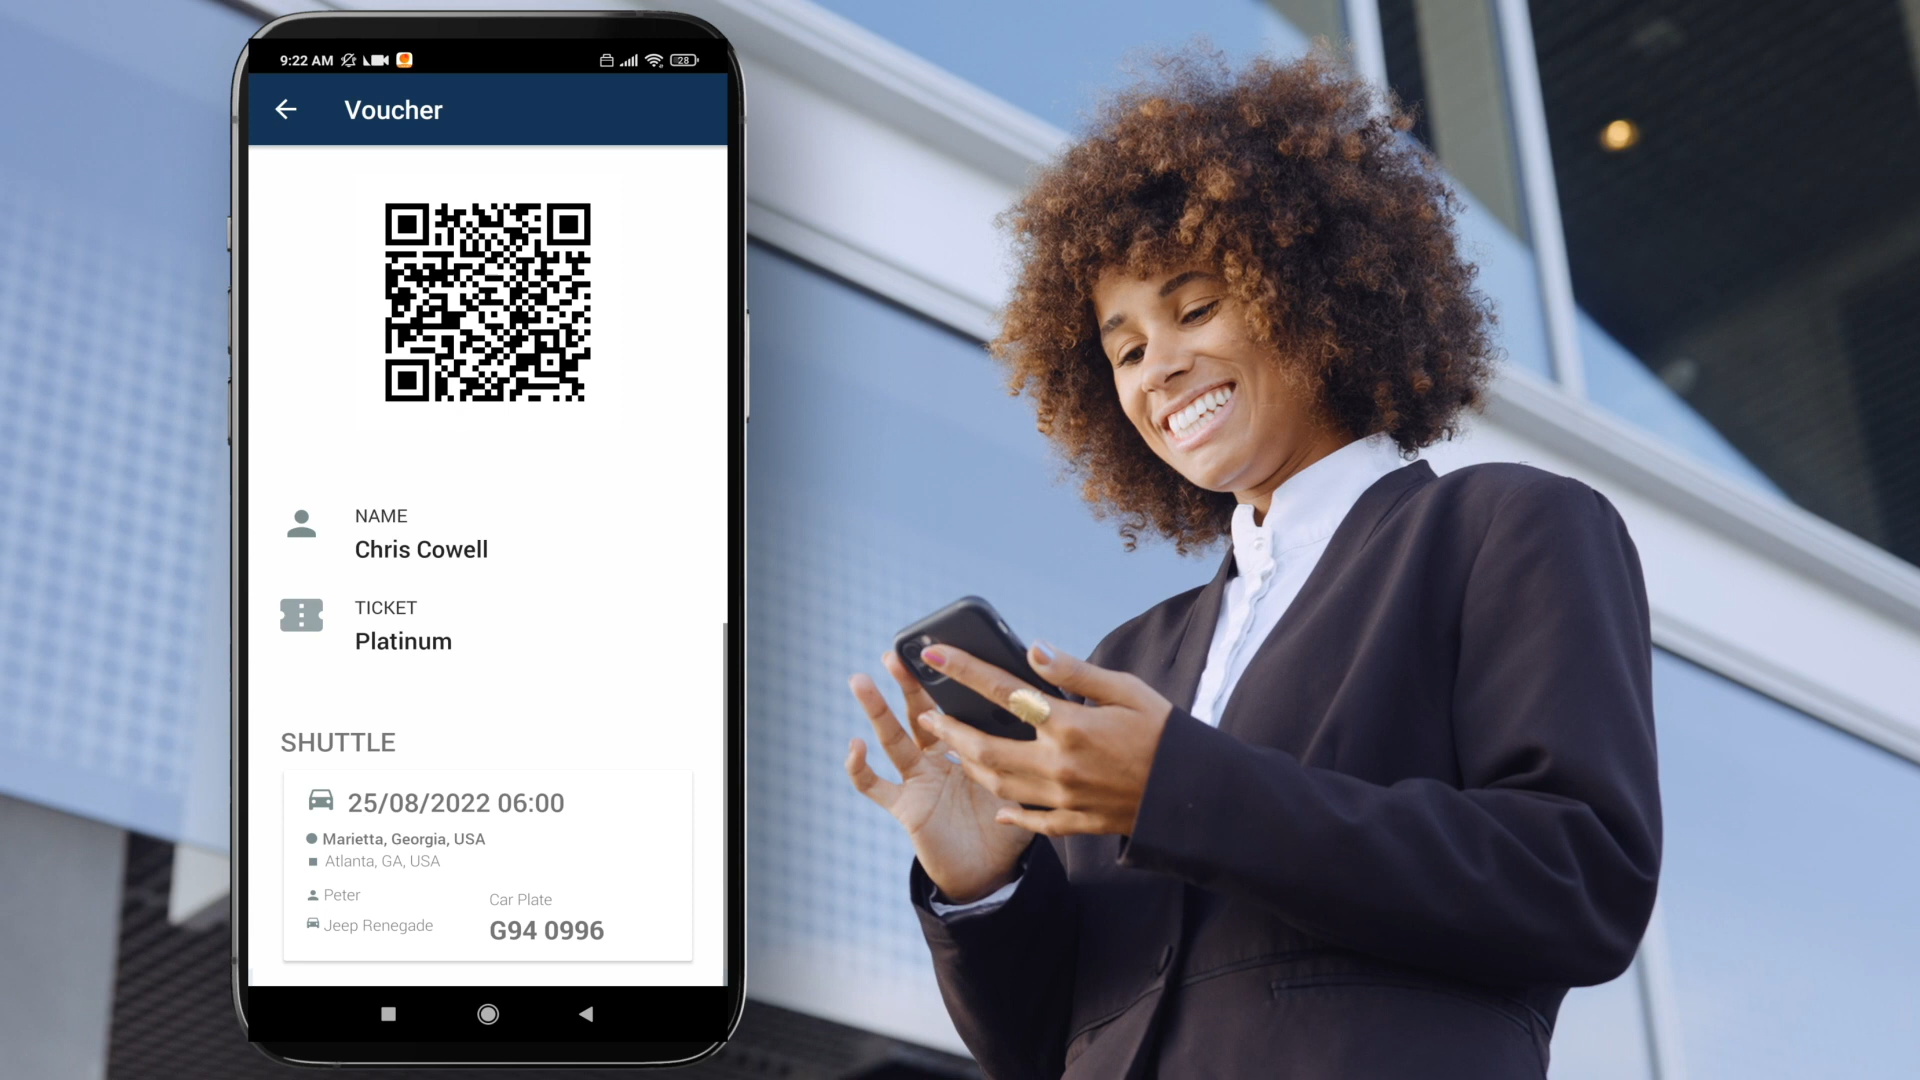 9:22 AM
28
Voucher
NAME
Chris Cowell
TICKET
Platinum
SHUTTLE
25/08/2022 06:00
Marietta, Georgia, USA
Atlanta, GA, USA
Peter
Car Plate
Jeep Renegade
G94 0996